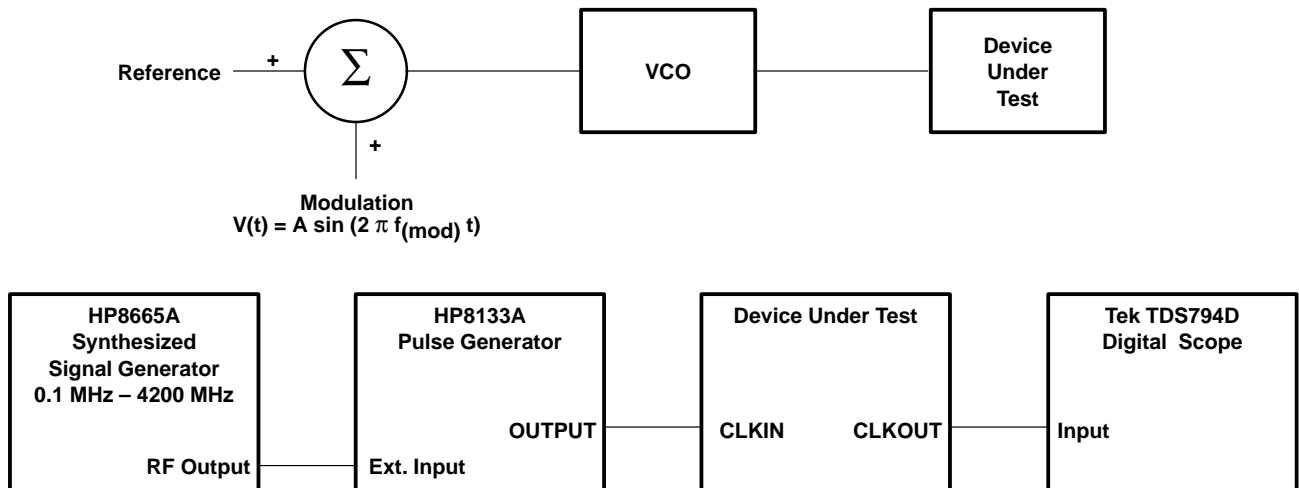 Reference
+
Σ
VCO
Device
Under
Test
+
Modulation
V(t) = A sin (2 π f(mod) t)
HP8665A
Synthesized
Signal Generator
0.1 MHz – 4200 MHz
RF Output
HP8133A
Pulse Generator
OUTPUT
Ext. Input
Device Under Test
CLKIN
CLKOUT
Tek TDS794D
Digital Scope
Input